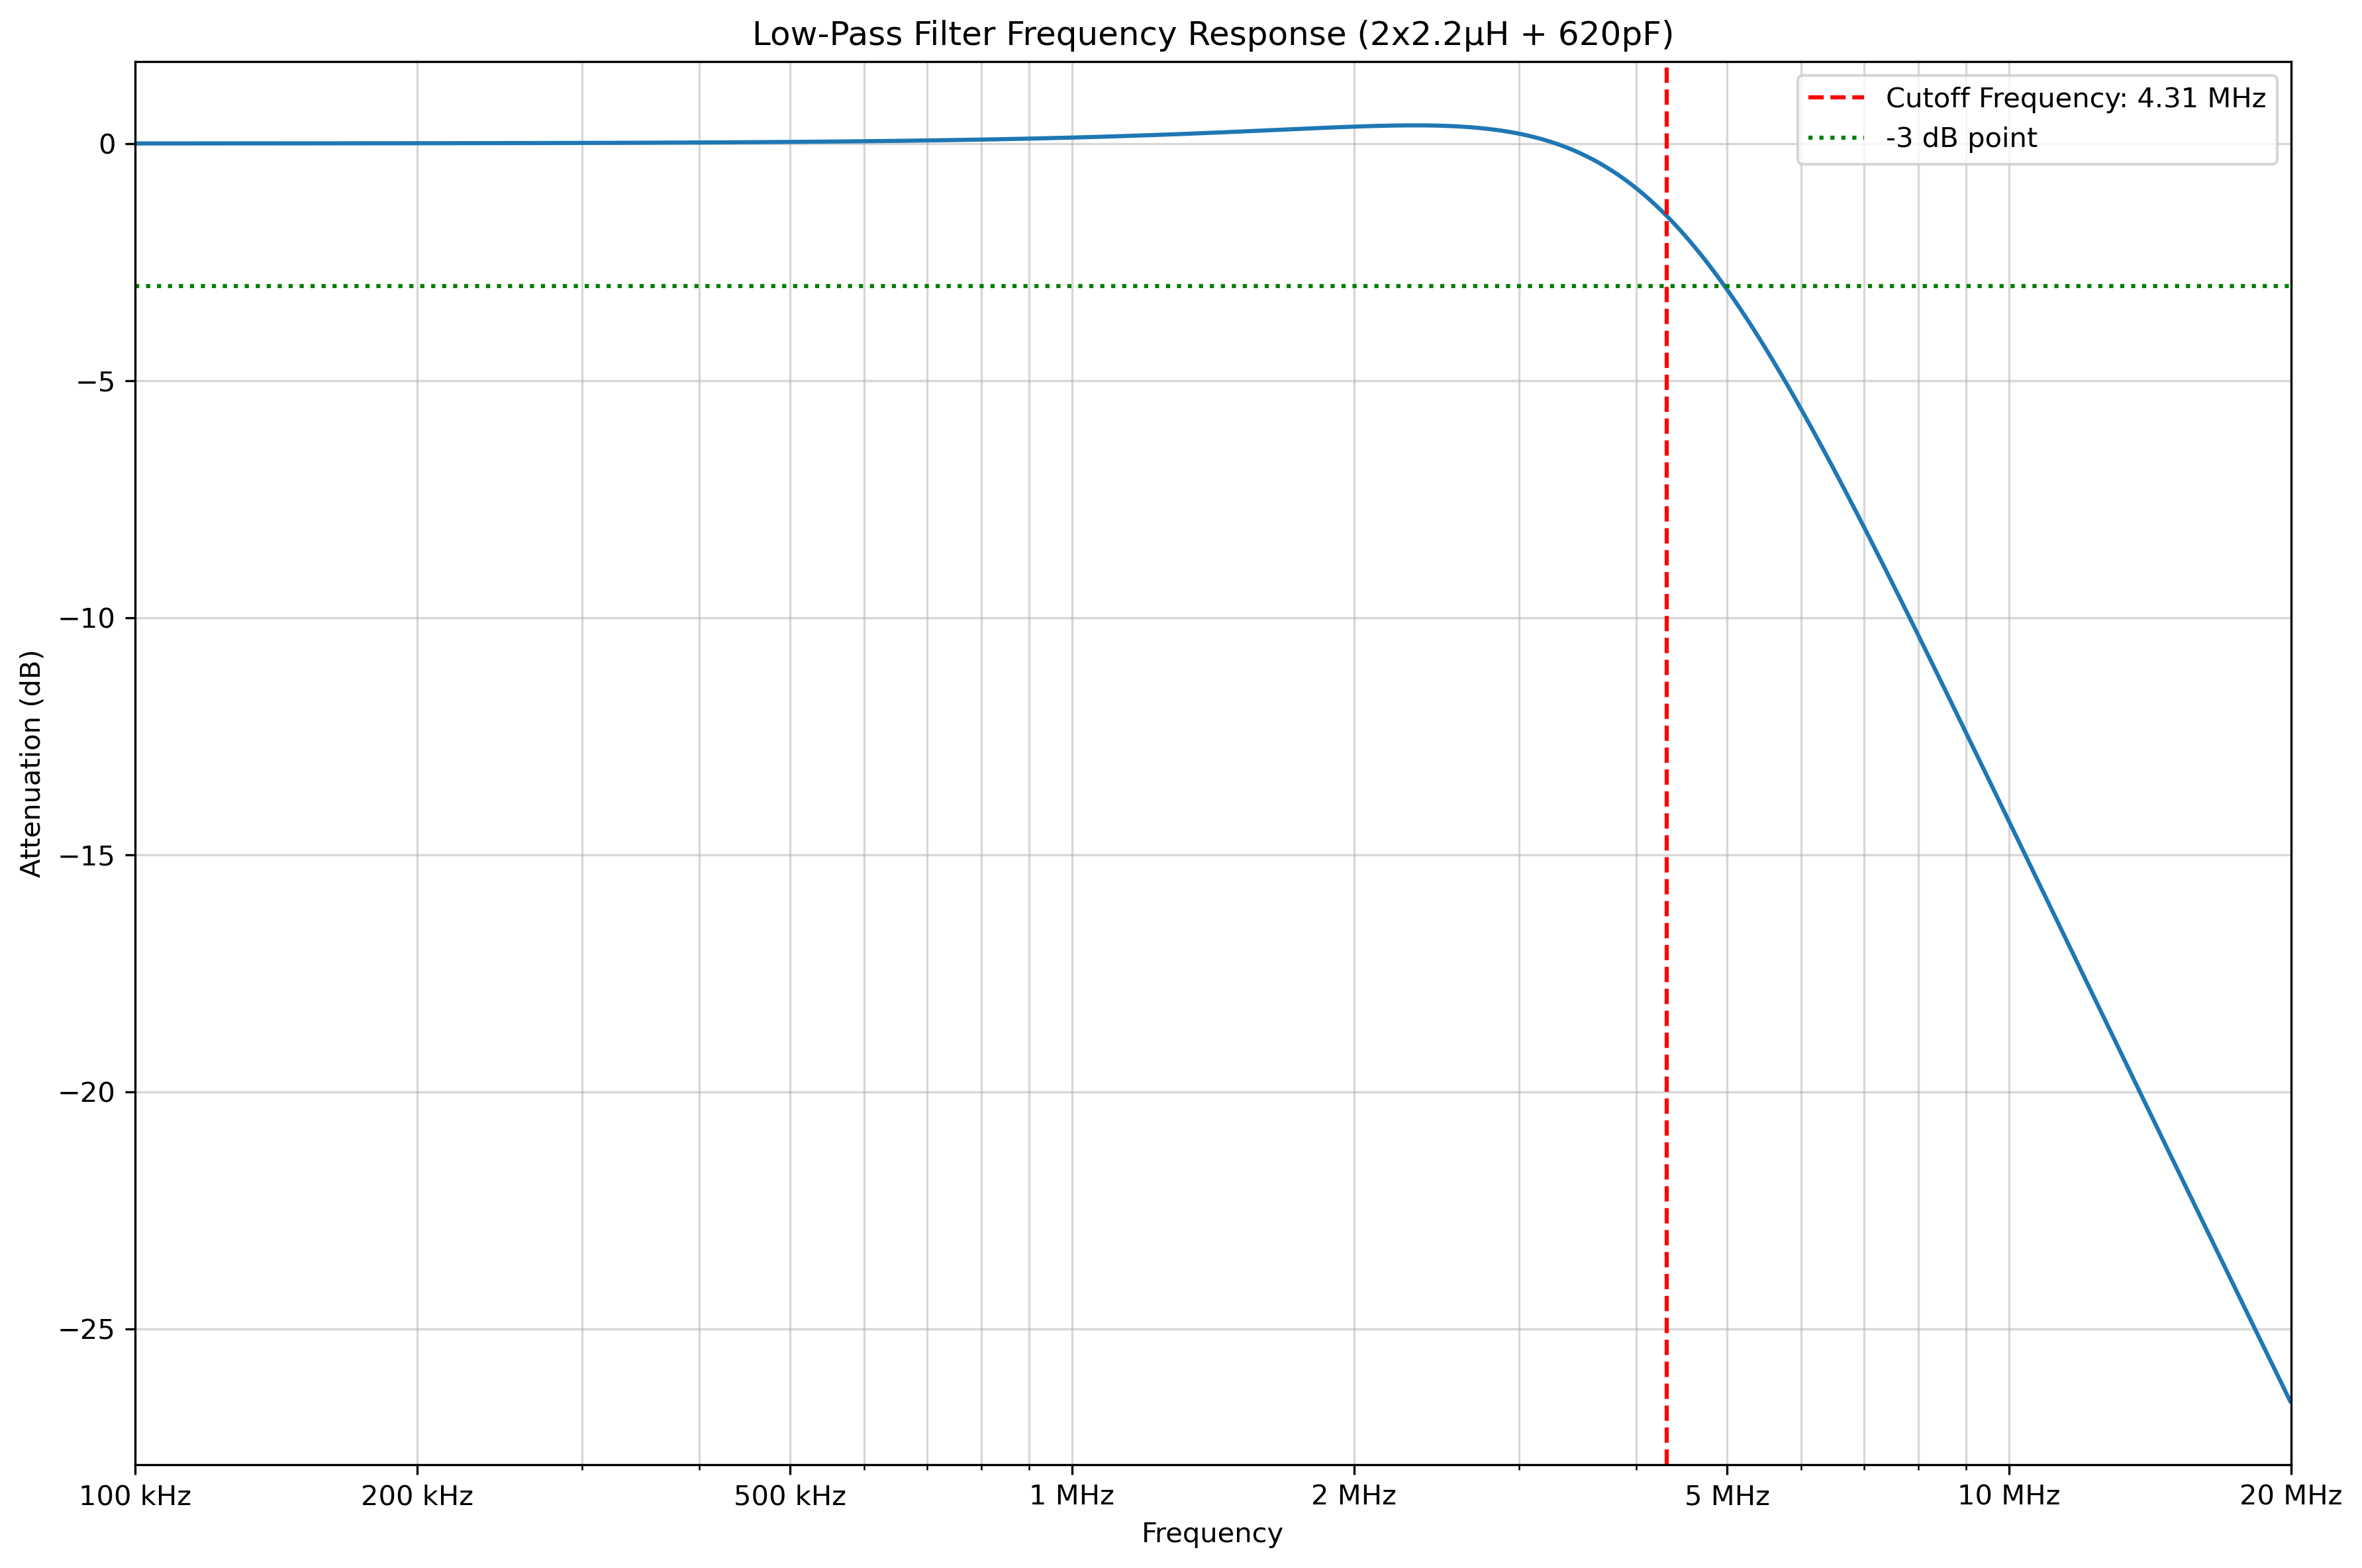 Low-Pass Filter Frequency Response (2x2.2μH + 620pF)
Cutoff Frequency: 4.31 MHz
-3 dB point
0
−5
−10
−15
−20
−25
Attenuation (dB)
100 kHz 200 kHz 500 kHz 1 MHz 2 MHz 5 MHz 10 MHz 20 MHz
Frequency